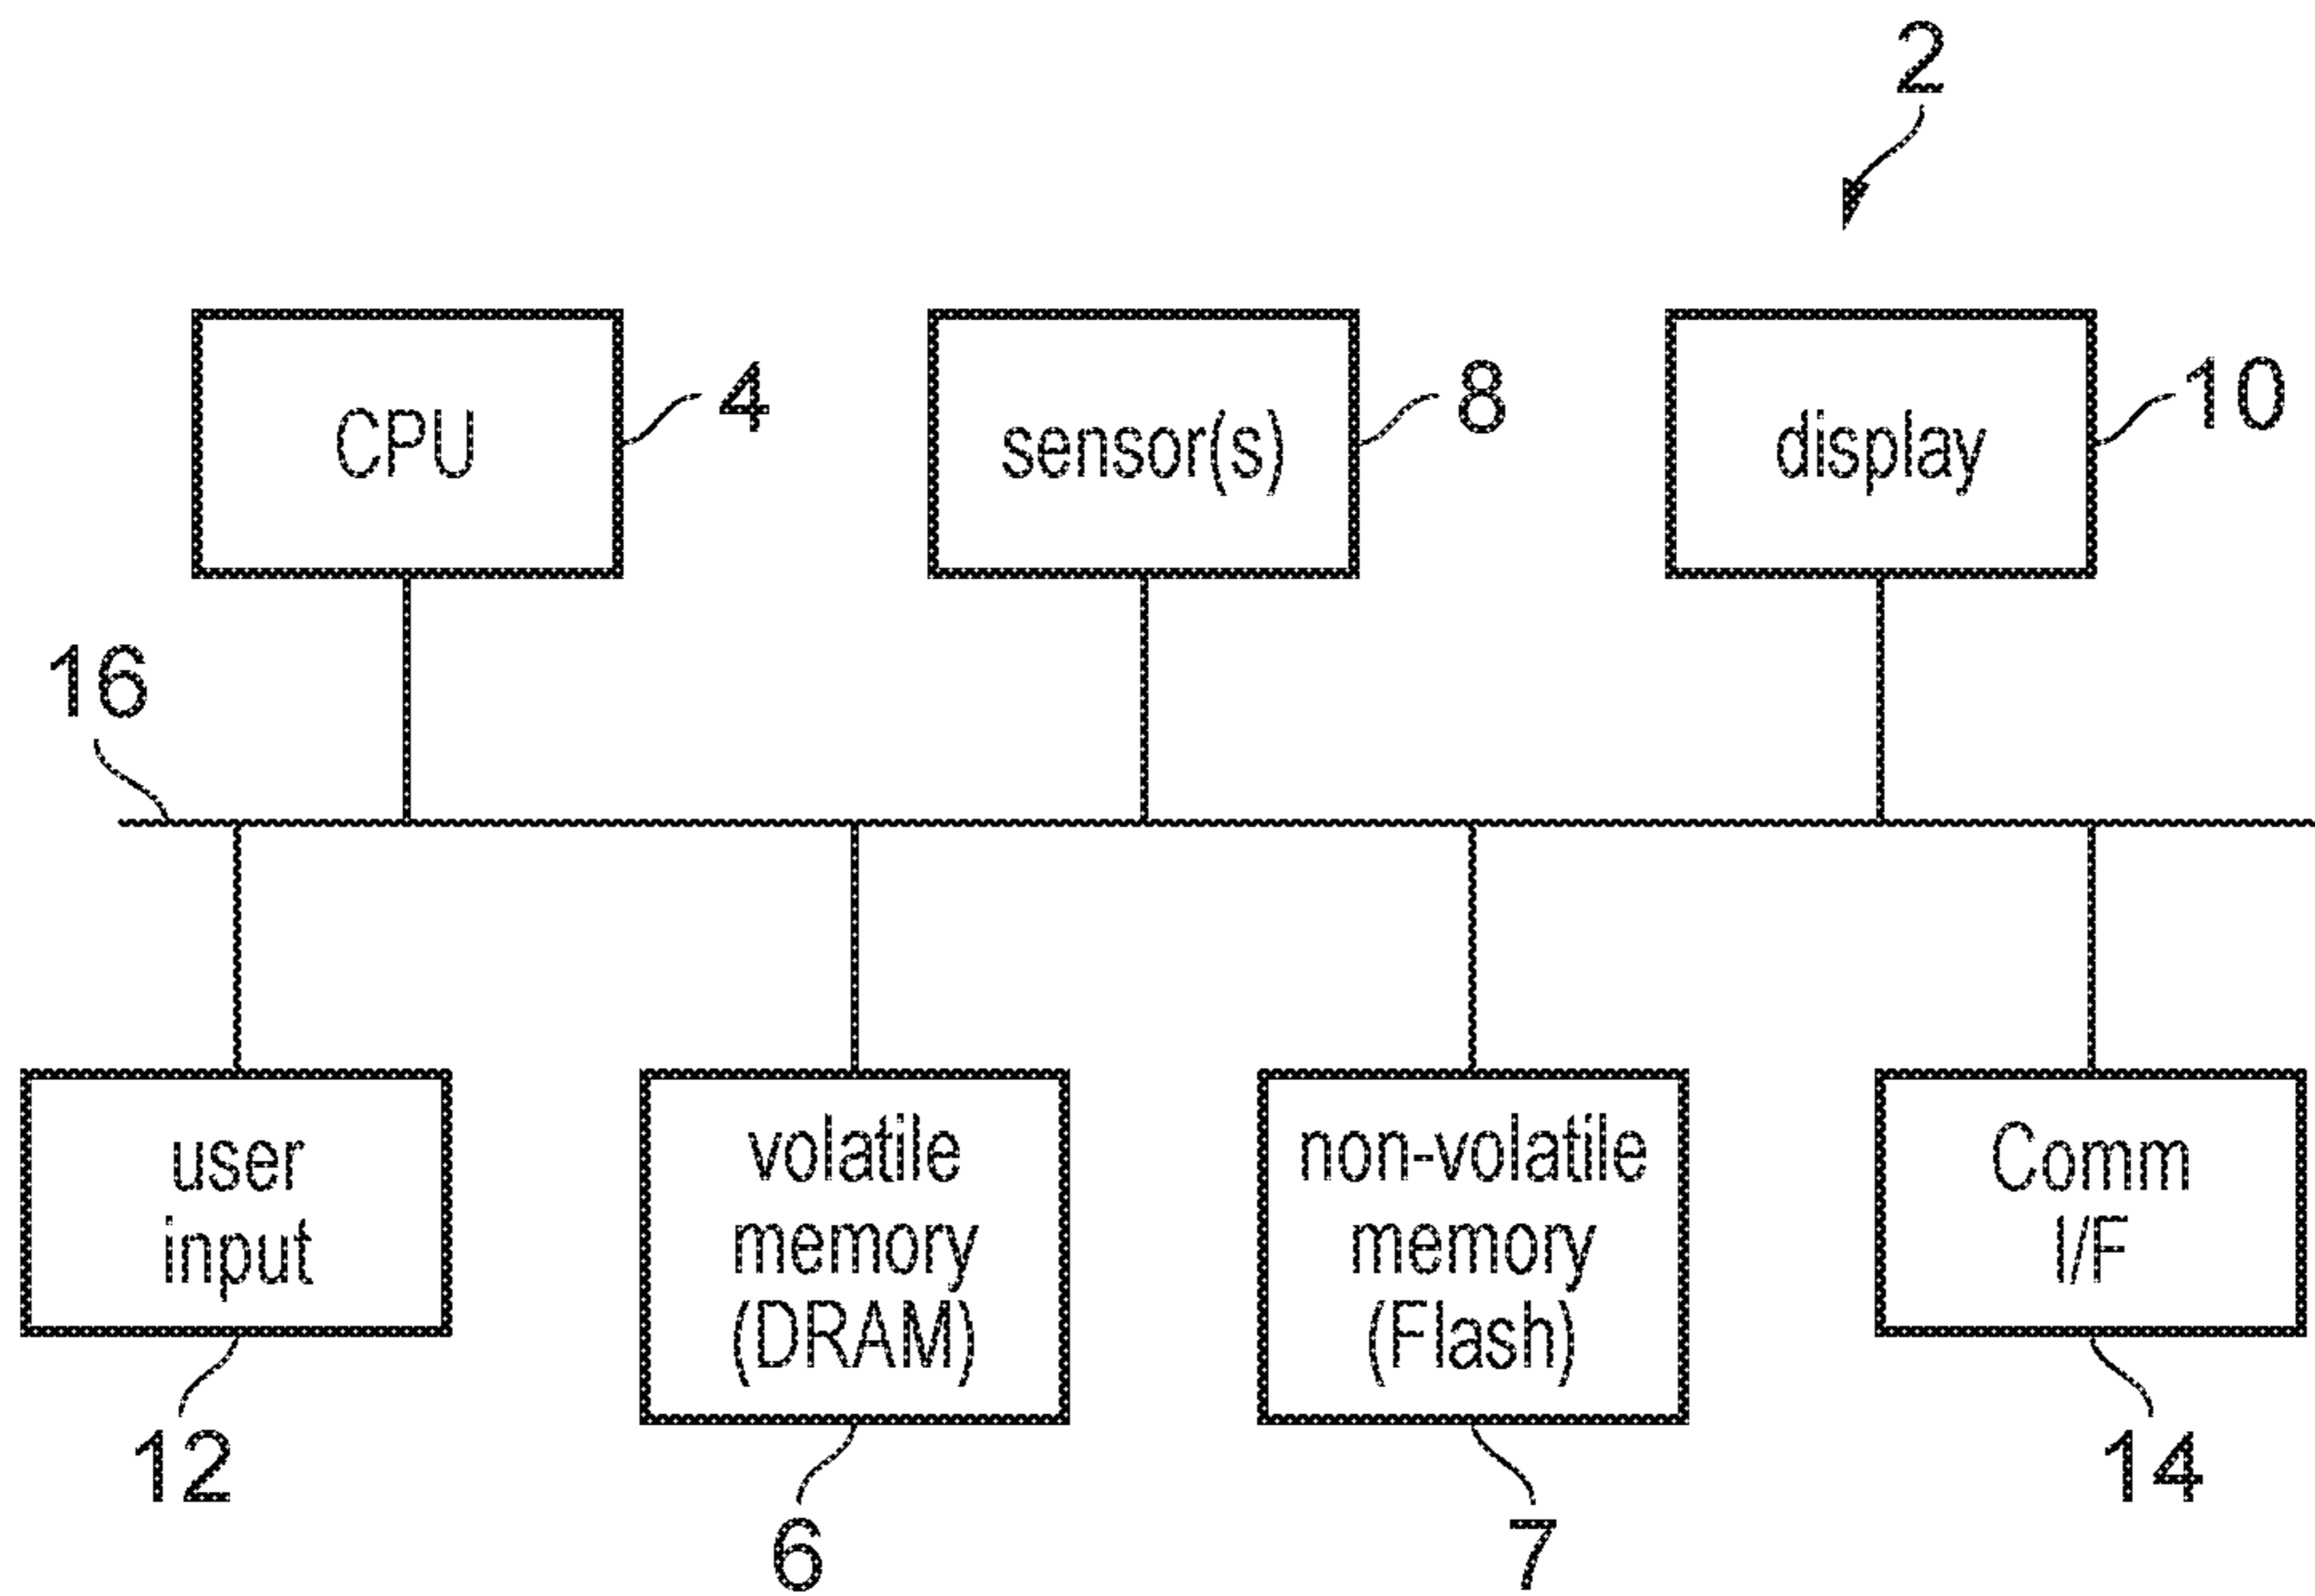 2
CPU
4
sensor(s)
8
display
10
16
user
input
12
volatile
memory
(DRAM)
6
non-volatile
memory
(Flash)
7
Comm
I/F
14